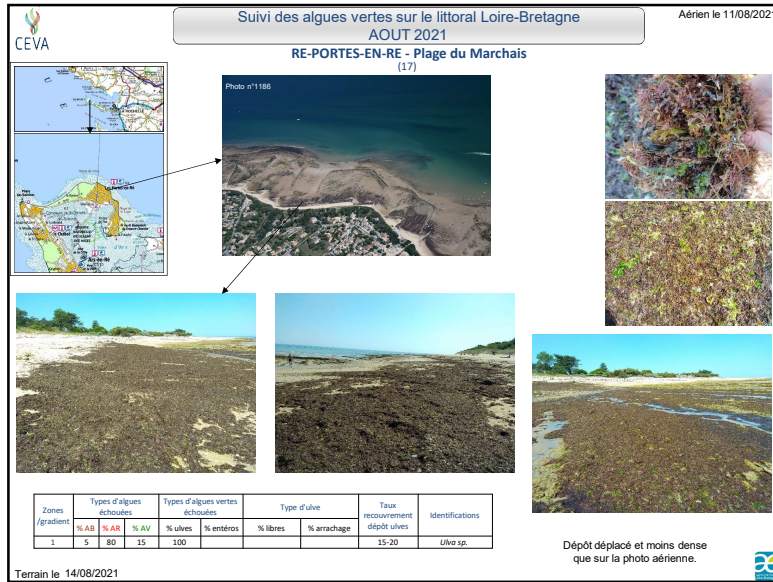 CEVA
Suivi des algues vertes sur le littoral Loire-Bretagne
AOUT 2021
Aérien le 11/08/2021
RE-PORTES-EN-RE - Plage du Marchais
(17)
Photo n°1186
Zones /gradient
Types d'algues échouées
Types d'algues vertes échouées
Type d'ulve
Taux recouvrement dépôt ulves
Identifications
% AB % AR % AV % ulves % entéros % libres % arrachage
1 5 80 15 100 15-20 Ulva sp.
Dépôt déplacé et moins dense
que sur la photo aérienne.
Terrain le 14/08/2021